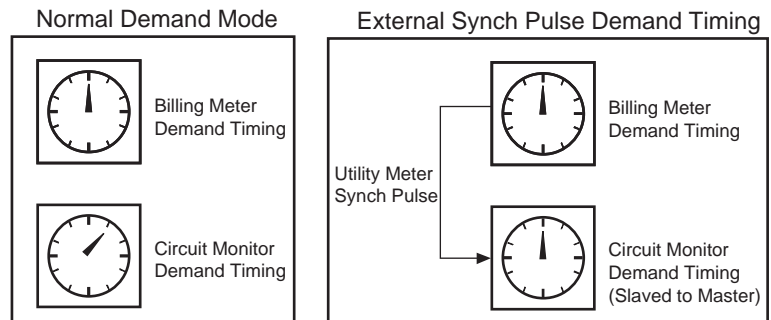 Normal Demand Mode
Billing Meter
Demand Timing
Circuit Monitor
Demand Timing
External Synch Pulse Demand Timing
Billing Meter
Demand Timing
Utility Meter
Synch Pulse
Circuit Monitor
Demand Timing
(Slaved to Master)